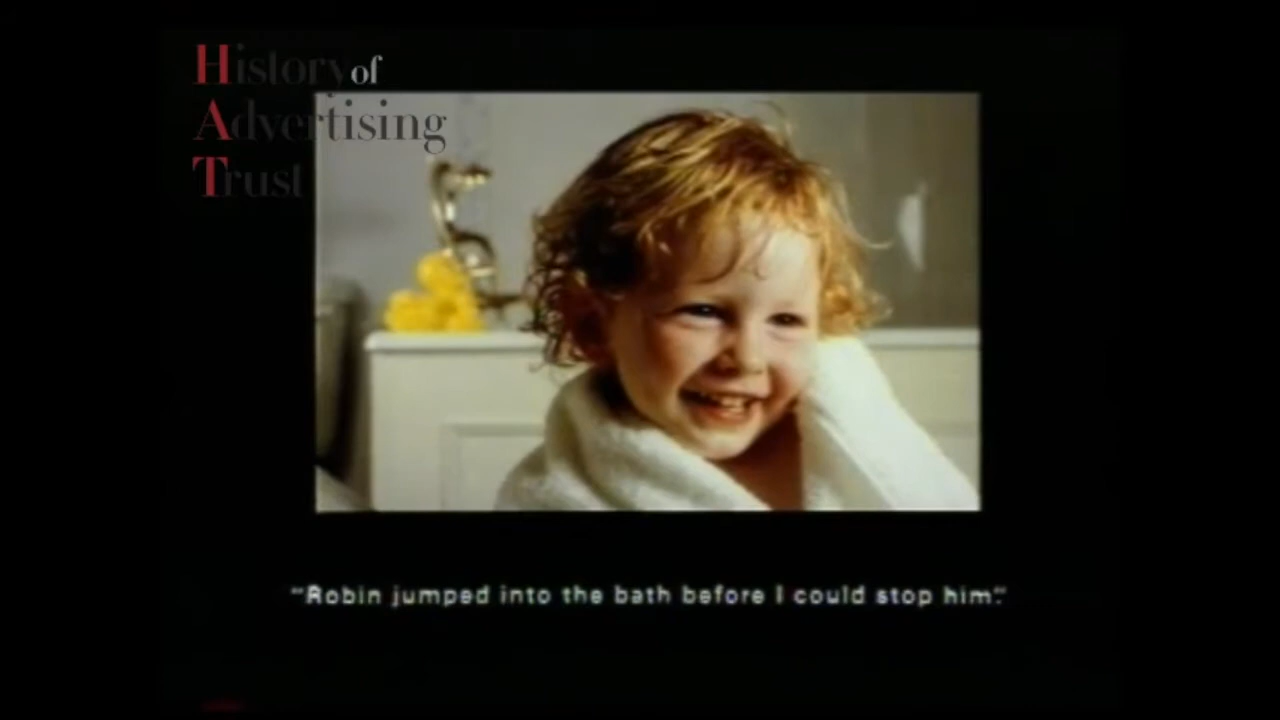 History of
Advertising
Trust
"Robin jumped into the bath before I could stop him."